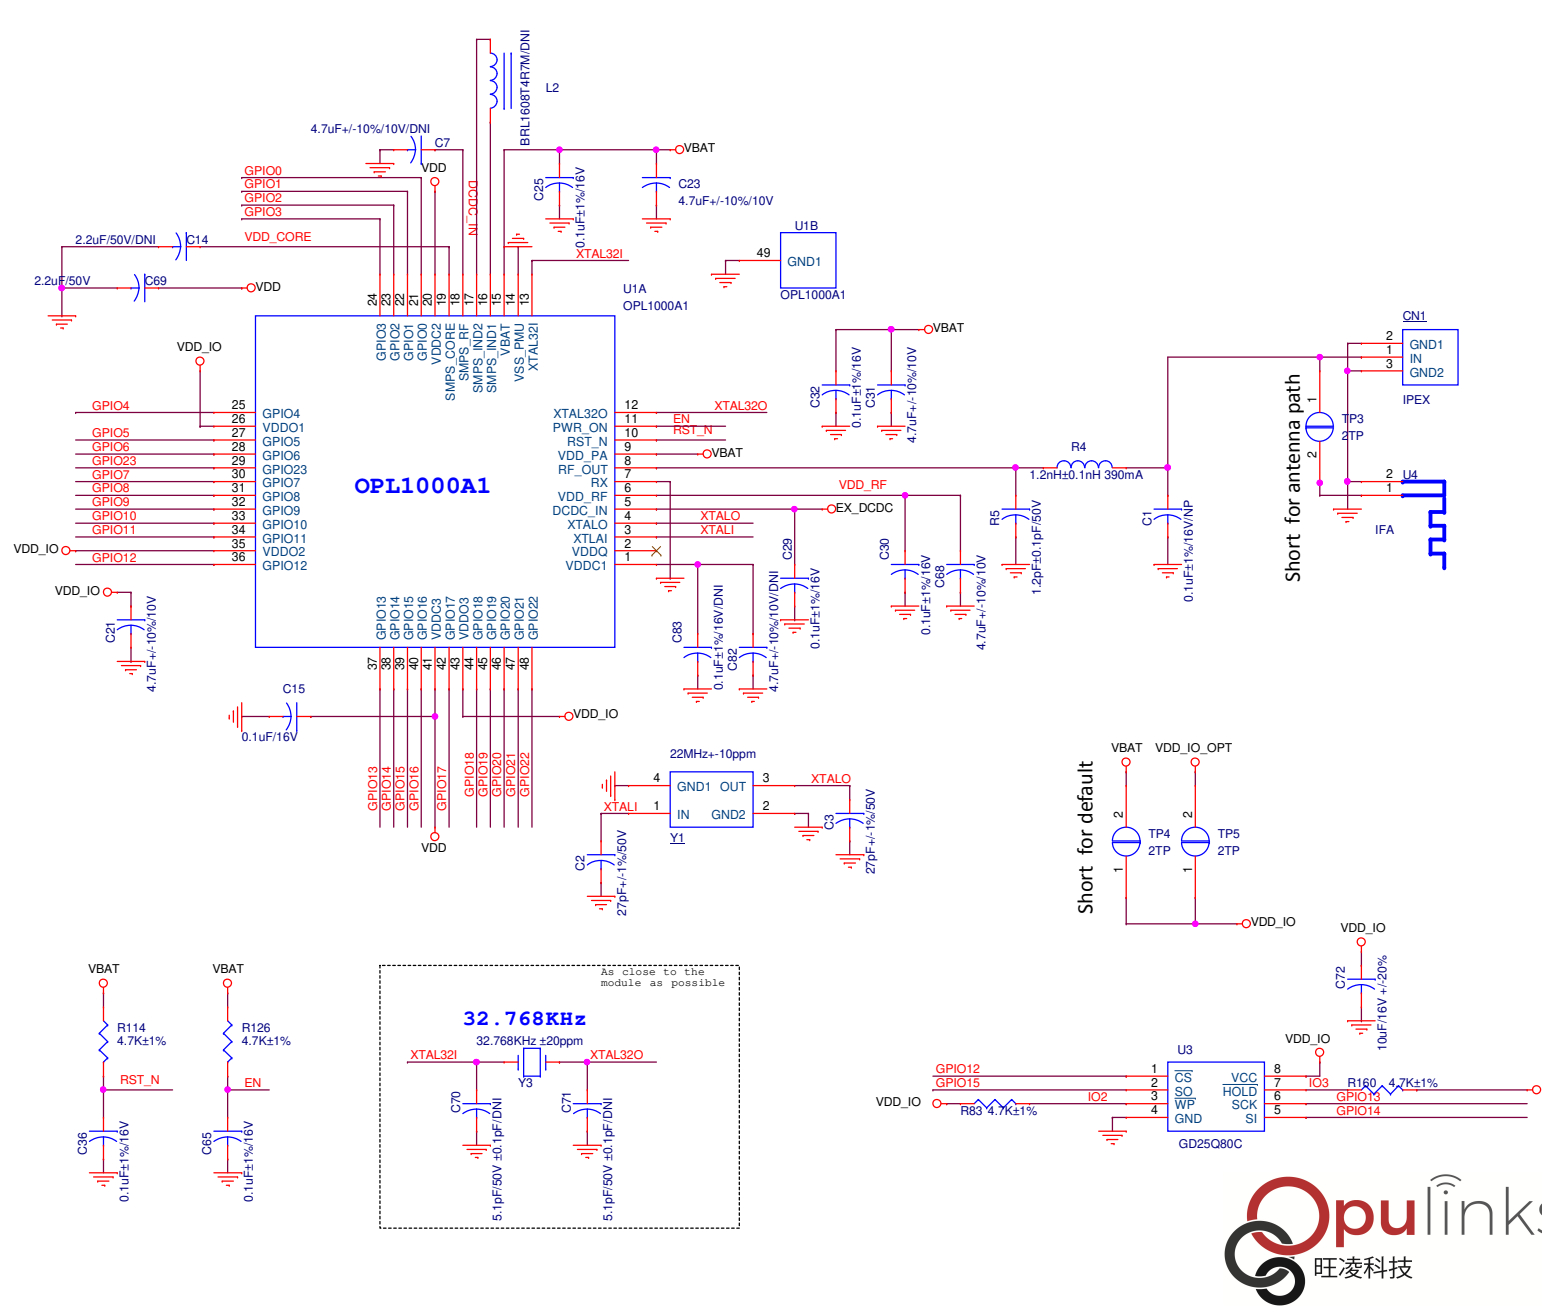 BRL1608T4R7M/DNI
L2
4.7uF+/-10%/10V/DNI
C7
VDD
DCDC_IN
VBAT
C25
0.1uF±1%/16V
C23
4.7uF+/-10%/10V
GPIO0
GPIO1
GPIO2
GPIO3
2.2uF/50V/DNI
C14
VDD_CORE
2.2uF/50V
C69
VDD
XTAL32I
U1B
49
GND1
OPL1000A1
U1A
OPL1000A1
24
23
22
21
20
19
18
17
16
15
14
13
GPIO3
GPIO2
GPIO1
GPIO0
VDDC2
SMPS_CORE
SMPS_RF
SMPS_IND2
SMPS_IND1
VBAT
VSS_PMU
XTAL32I
VDD_IO
GPIO4 25 GPIO4
26 VDDO1
GPIO5 27 GPIO5
GPIO6 28 GPIO6
GPIO23 29 GPIO23
GPIO7 30 GPIO7
GPIO8 31 GPIO8
GPIO9 32 GPIO9
GPIO10 33 GPIO10
GPIO11 34 GPIO11
VDD_IO 35 VDDO2
GPIO12 36 GPIO12
OPL1000A1
XTAL32O 12 XTAL32O
PWR_ON 11 EN
RST_N 10 RST_N
VDD_PA 9 VBAT
RF_OUT 8
RX 7
VDD_RF 6 VDD_RF
DCDC_IN 5 EX_DCDC
XTALO 4 XTALO
XTLAI 3 XTALI
VDDQ 2
VDDC1 1
GPIO13
GPIO14
GPIO15
GPIO16
VDDC3
GPIO17
VDDO3
GPIO18
GPIO19
GPIO20
GPIO21
GPIO22
37
38
39
40
41
42
43
44
45
46
47
48
VDD_IO
C21
4.7uF+/-10%/10V
C15
0.1uF/16V
VDD_IO
GPIO13
GPIO14
GPIO15
GPIO16
GPIO17
GPIO18
GPIO19
GPIO20
GPIO21
GPIO22
VDD
VBAT
C32
0.1uF±1%/16V
C31
4.7uF+/-10%/10V
C83
0.1uF±1%/16V/DNI
C82
4.7uF+/-10%/10V/DNI
C29
0.1uF±1%/16V
C30
0.1uF±1%/16V
C68
4.7uF+/-10%/10V
R5
1.2pF±0.1pF/50V
R4
1.2nH±0.1nH 390mA
C1
0.1uF±1%/16V/NP
Short for antenna path
1
TP3
2TP
2
CN1
2 GND1
1 IN
3 GND2
IPEX
2 U4
1
IFA
22MHz+-10ppm
4 GND1 OUT 3 XTALO
XTALI 1 IN GND2 2
Y1
C2
27pF+/-1%/50V
C3
27pF+/-1%/50V
VBAT VDD_IO_OPT
Short for default
2 2
TP4
2TP
TP5
2TP
1 1
VDD_IO
VDD_IO
C72
10uF/16V +/-20%
VBAT
R114
4.7K±1%
RST_N
C36
0.1uF±1%/16V
VBAT
R126
4.7K±1%
EN
C65
0.1uF±1%/16V
As close to the
module as possible
32.768KHz
32.768KHz ±20ppm
XTAL32I XTAL32O
Y3
C70
5.1pF/50V ±0.1pF/DNI
C71
5.1pF/50V ±0.1pF/DNI
U3
VDD_IO
GPIO12 1 CS VCC 8
GPIO15 2 SO HOLD 7 IO3 R160 4.7K±1%
VDD_IO R83 4.7K±1% IO2 3 WP SCK 6 GPIO13
4 GND SI 5 GPIO14
GD25Q80C
Opulinks
旺凌科技